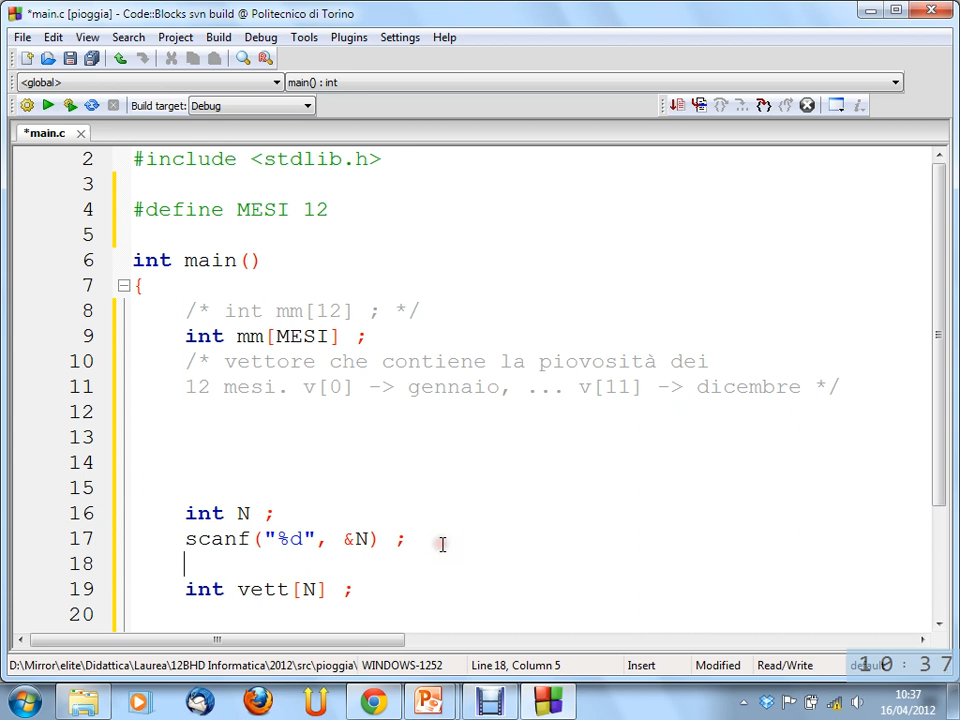 *main.c [pioggia] - Code::Blocks svn build @ Politecnico di Torino
File Edit View Search Project Build Debug Tools Plugins Settings Help
<global> main() : int
Build target: Debug
*main.c
2 #include <stdlib.h>
3
4 #define MESI 12
5
6 int main()
7 {
8 /* int mm[12] ; */
9 int mm[MESI] ;
10 /* vettore che contiene la piovosità dei
11 12 mesi. v[0] -> gennaio, ... v[11] -> dicembre */
12
13
14
15
16 int N ;
17 scanf("%d", &N) ;
18
19 int vett[N] ;
20
D:\Mirror\elite\Didattica\Laurea\12BHD Informatica\2012\src\pioggia\ WINDOWS-1252 Line 18, Column 5 Insert Modified Read/Write default
10:37
10:37
16/04/2012